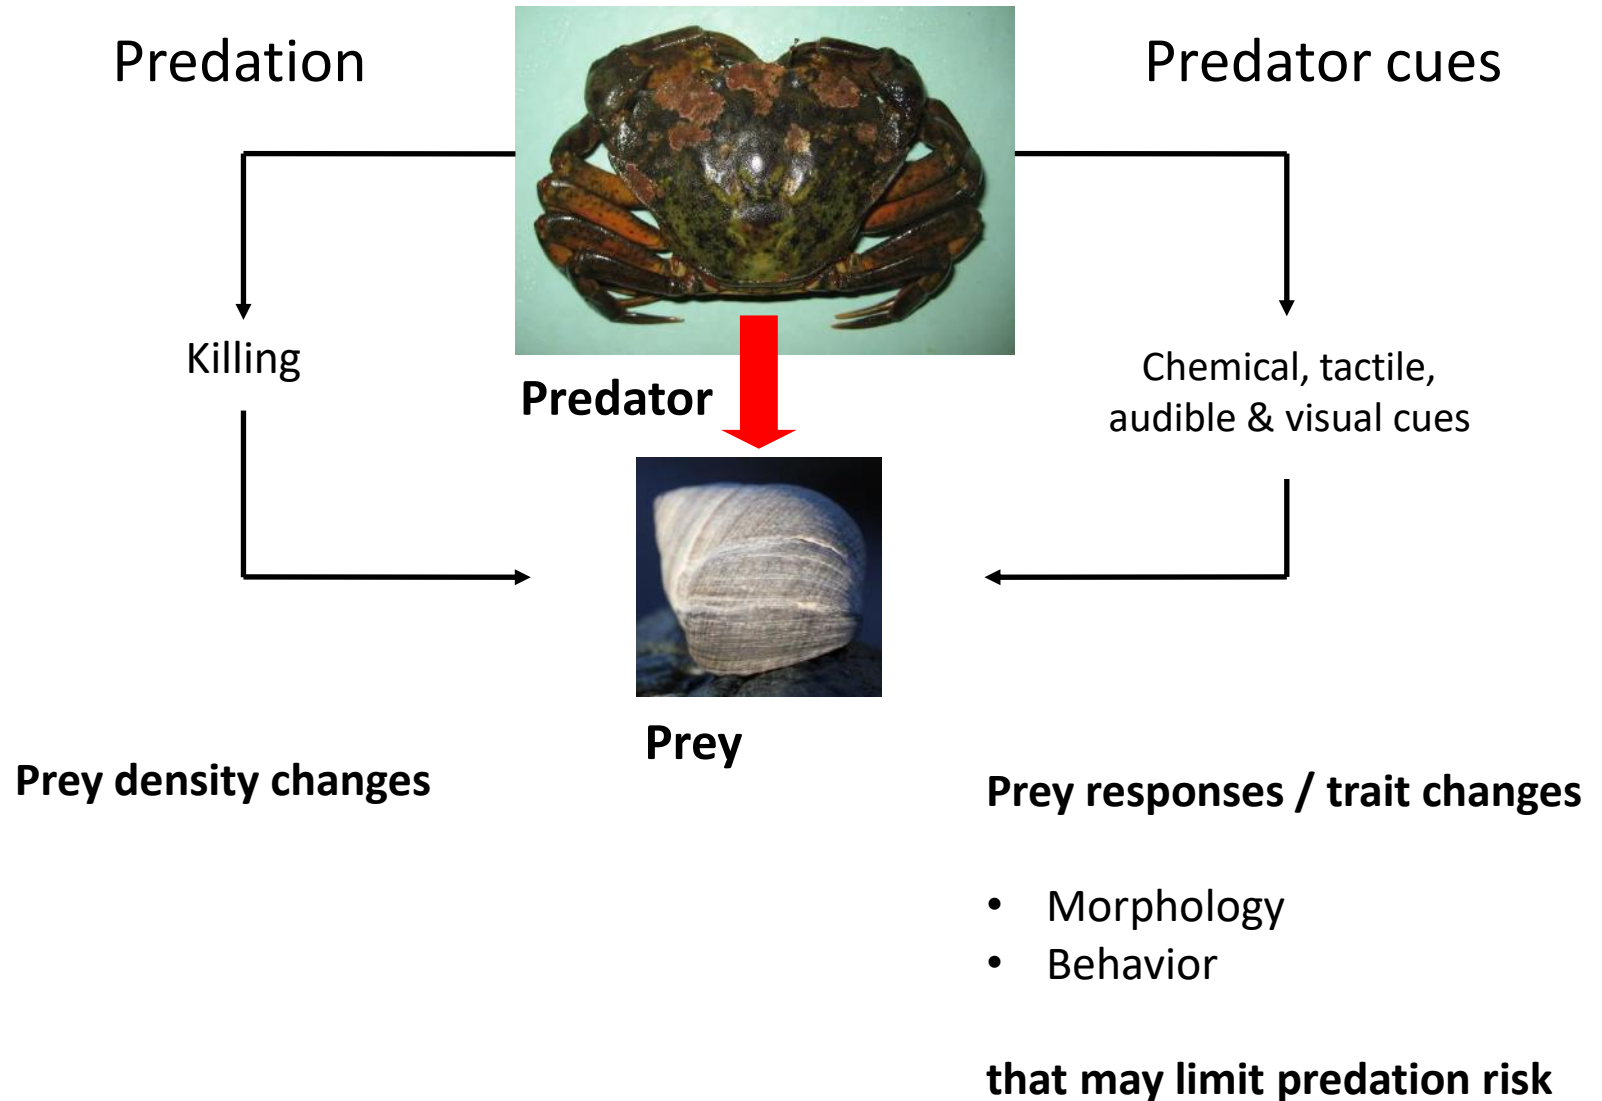 Predation
Predator cues
Killing
Predator
Chemical, tactile,
audible & visual cues
Prey
Prey density changes
Prey responses / trait changes
• Morphology
• Behavior
that may limit predation risk